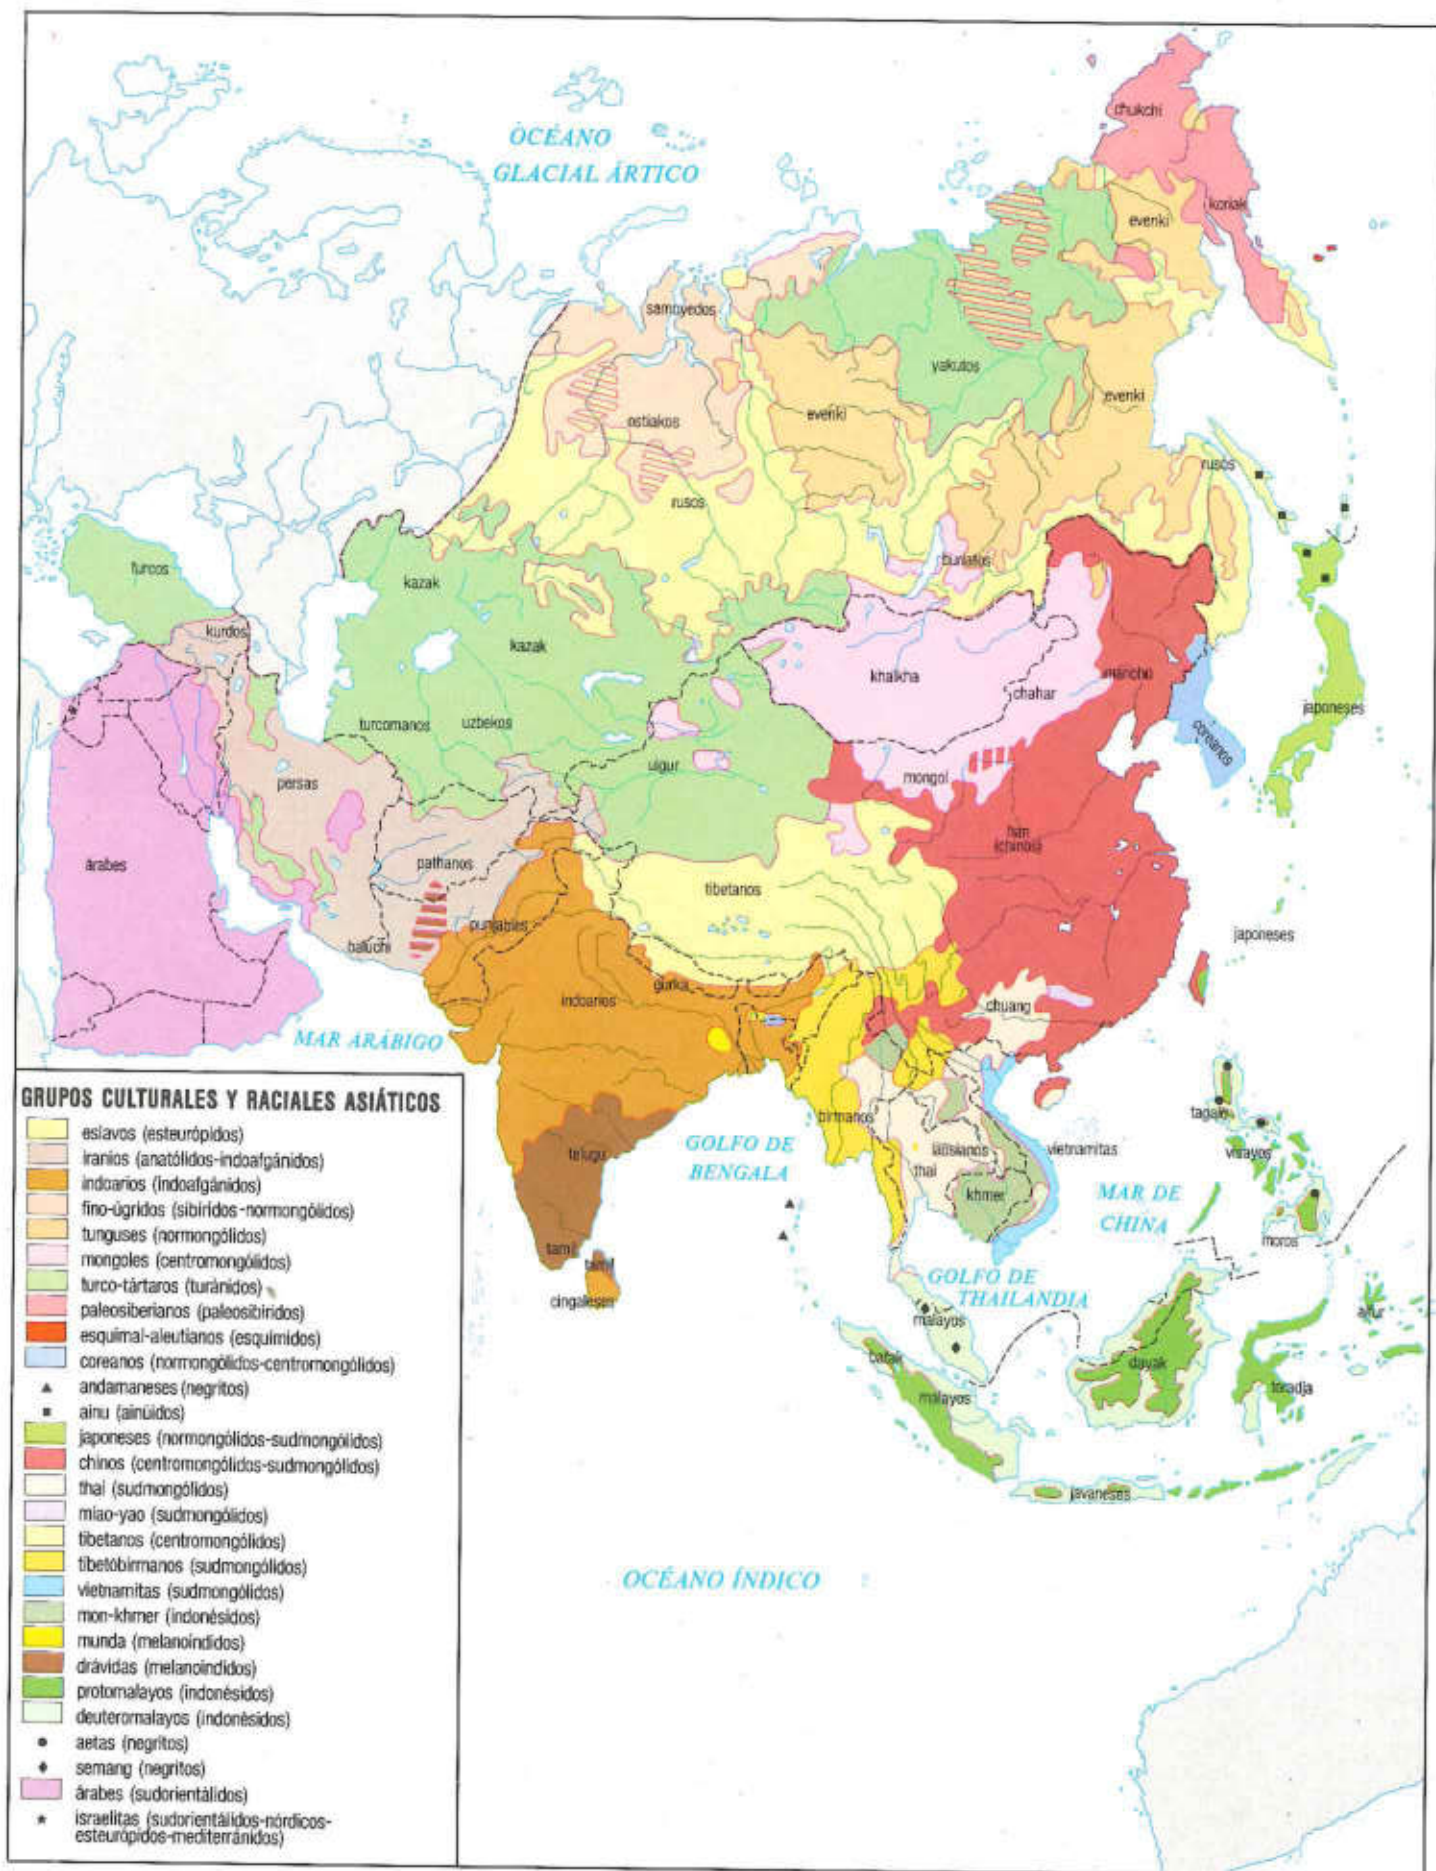 OCÉANO
GLACIAL ÁRTICO
chukchi
koriak
evenki
samoyedos
yakutos
evenki
ostiakos
evenki
rusos
rusos
buriatos
turcos
kazak
kurdos
kazak
khalkha
chahar
manchú
japoneses
coreanos
turcomanos
uzbekos
uigur
mongol
persas
han
(chinos)
árabes
pathanos
tibetanos
punjabíes
japoneses
baluchi
gurka
indoarios
chuang
MAR ARÁBIGO
birmanos
tagalo
GOLFO DE
BENGALA
telugu
laosianos
thai
vietnamitas
visayos
khmer
MAR DE
CHINA
moros
tamil
tamil
cingaleses
GOLFO DE
THAILANDIA
malayos
alfur
batak
dayak
toradja
malayos
javaneses
OCÉANO ÍNDICO
GRUPOS CULTURALES Y RACIALES ASIÁTICOS
eslavos (esteurópidos)
iranios (anatólidos-indoafgánidos)
indoarios (indoafgánidos)
fino-úgridos (sibíridos-normongólidos)
tunguses (normongólidos)
mongoles (centromongólidos)
turco-tártaros (turánidos)
paleosiberianos (paleosibíridos)
esquimal-aleutianos (esquímidos)
coreanos (normongólidos-centromongólidos)
andamaneses (negritos)
ainu (ainúidos)
japoneses (normongólidos-sudmongólidos)
chinos (centromongólidos-sudmongólidos)
thai (sudmongólidos)
miao-yao (sudmongólidos)
tibetanos (centromongólidos)
tibetobirmanos (sudmongólidos)
vietnamitas (sudmongólidos)
mon-khmer (indonésidos)
munda (melanoíndidos)
drávidas (melanoíndidos)
protomalayos (indonésidos)
deuteromalayos (indonésidos)
aetas (negritos)
semang (negritos)
árabes (sudorientálidos)
israelitas (sudorientálidos-nórdicos-
esteurópidos-mediterránidos)